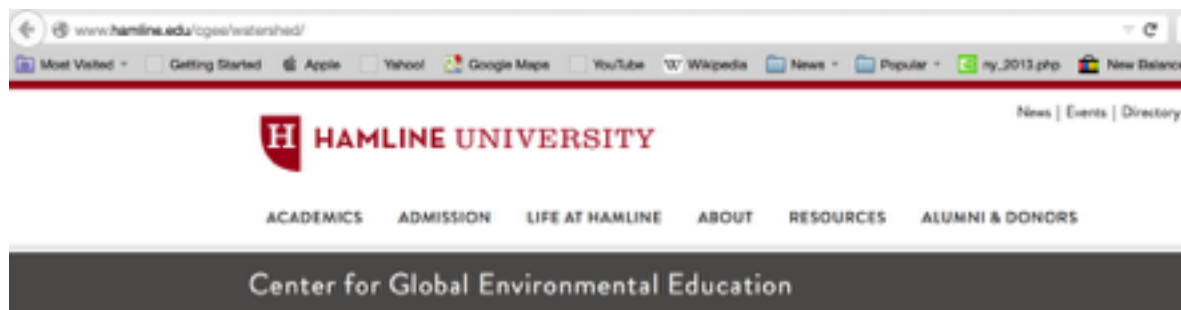 www.hamline.edu/cgee/watershed/
Most Visited Getting Started Apple Yahoo! Google Maps YouTube W Wikipedia News Popular ny_2013.php New Balance
News | Events | Directory
H HAMLINE UNIVERSITY
ACADEMICS ADMISSION LIFE AT HAMLINE ABOUT RESOURCES ALUMNI & DONORS
Center for Global Environmental Education